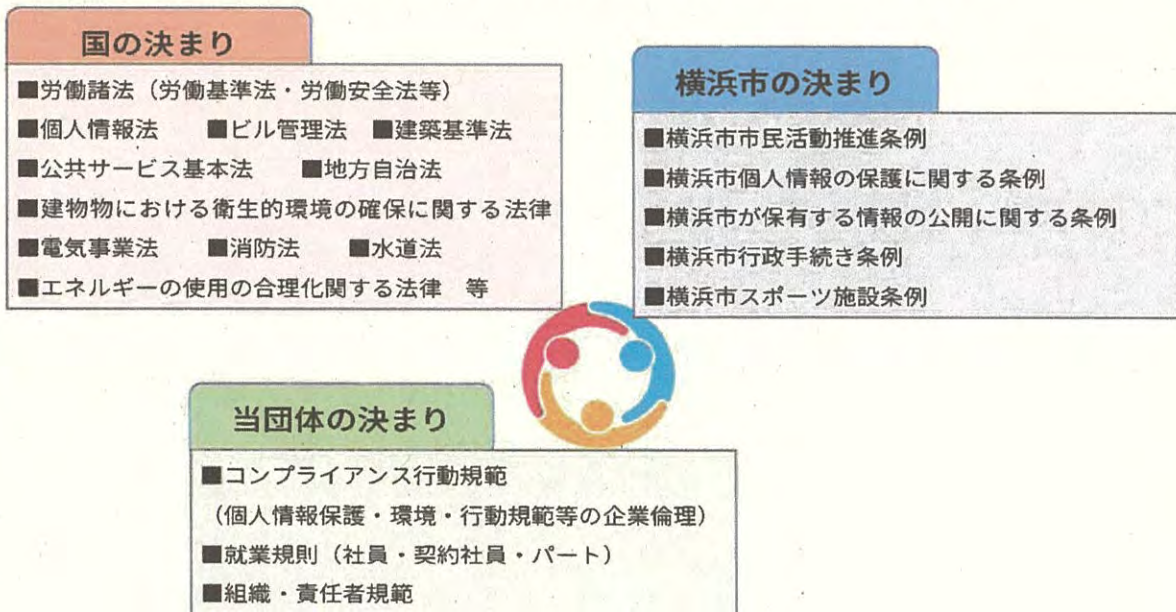 国の決まり
■労働諸法（労働基準法・労働安全法等）
■個人情報法　■ビル管理法　■建築基準法
■公共サービス基本法　■地方自治法
■建物物における衛生的環境の確保に関する法律
■電気事業法　■消防法　■水道法
■エネルギーの使用の合理化関する法律　等
横浜市の決まり
■横浜市市民活動推進条例
■横浜市個人情報の保護に関する条例
■横浜市が保有する情報の公開に関する条例
■横浜市行政手続き条例
■横浜市スポーツ施設条例
当団体の決まり
■コンプライアンス行動規範
（個人情報保護・環境・行動規範等の企業倫理）
■就業規則（社員・契約社員・パート）
■組織・責任者規範